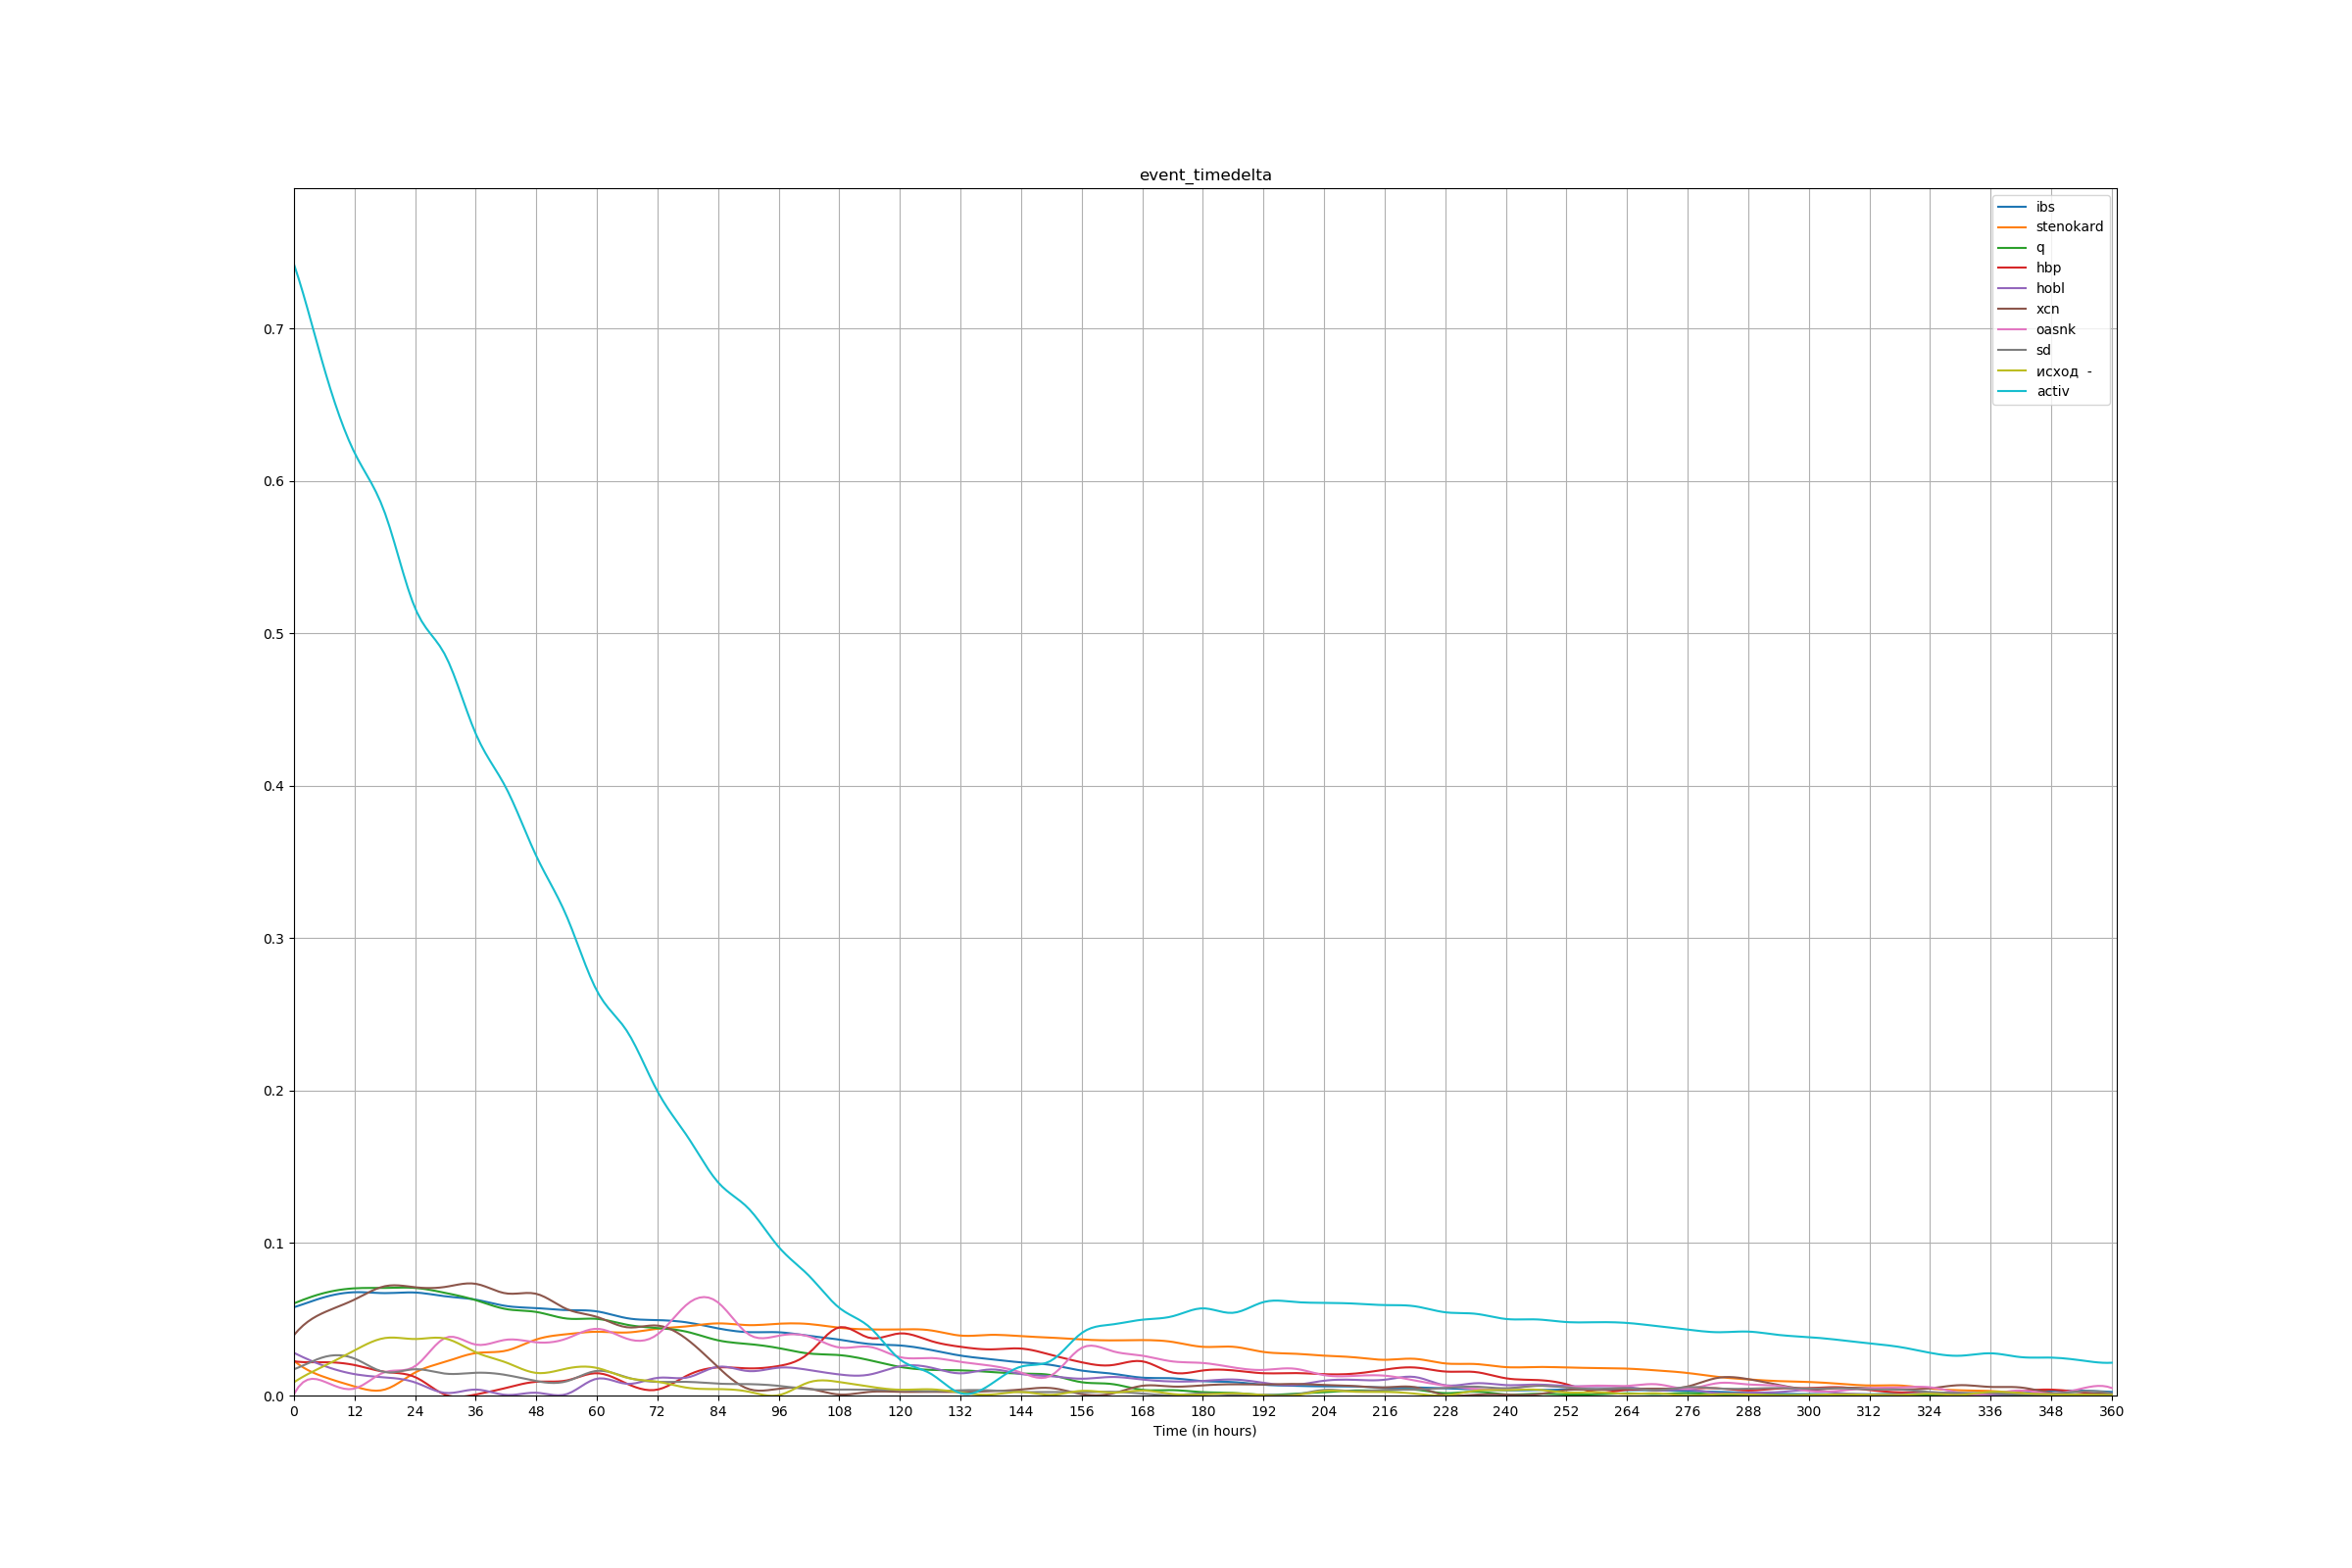 event_timedelta
ibs
stenokard
q
hbp
hobl
xcn
oasnk
sd
исход -
activ
0.7
0.6
0.5
0.4
0.3
0.2
0.1
0.0
0 12 24 36 48 60 72 84 96 108 120 132 144 156 168 180 192 204 216 228 240 252 264 276 288 300 312 324 336 348 360
Time (in hours)